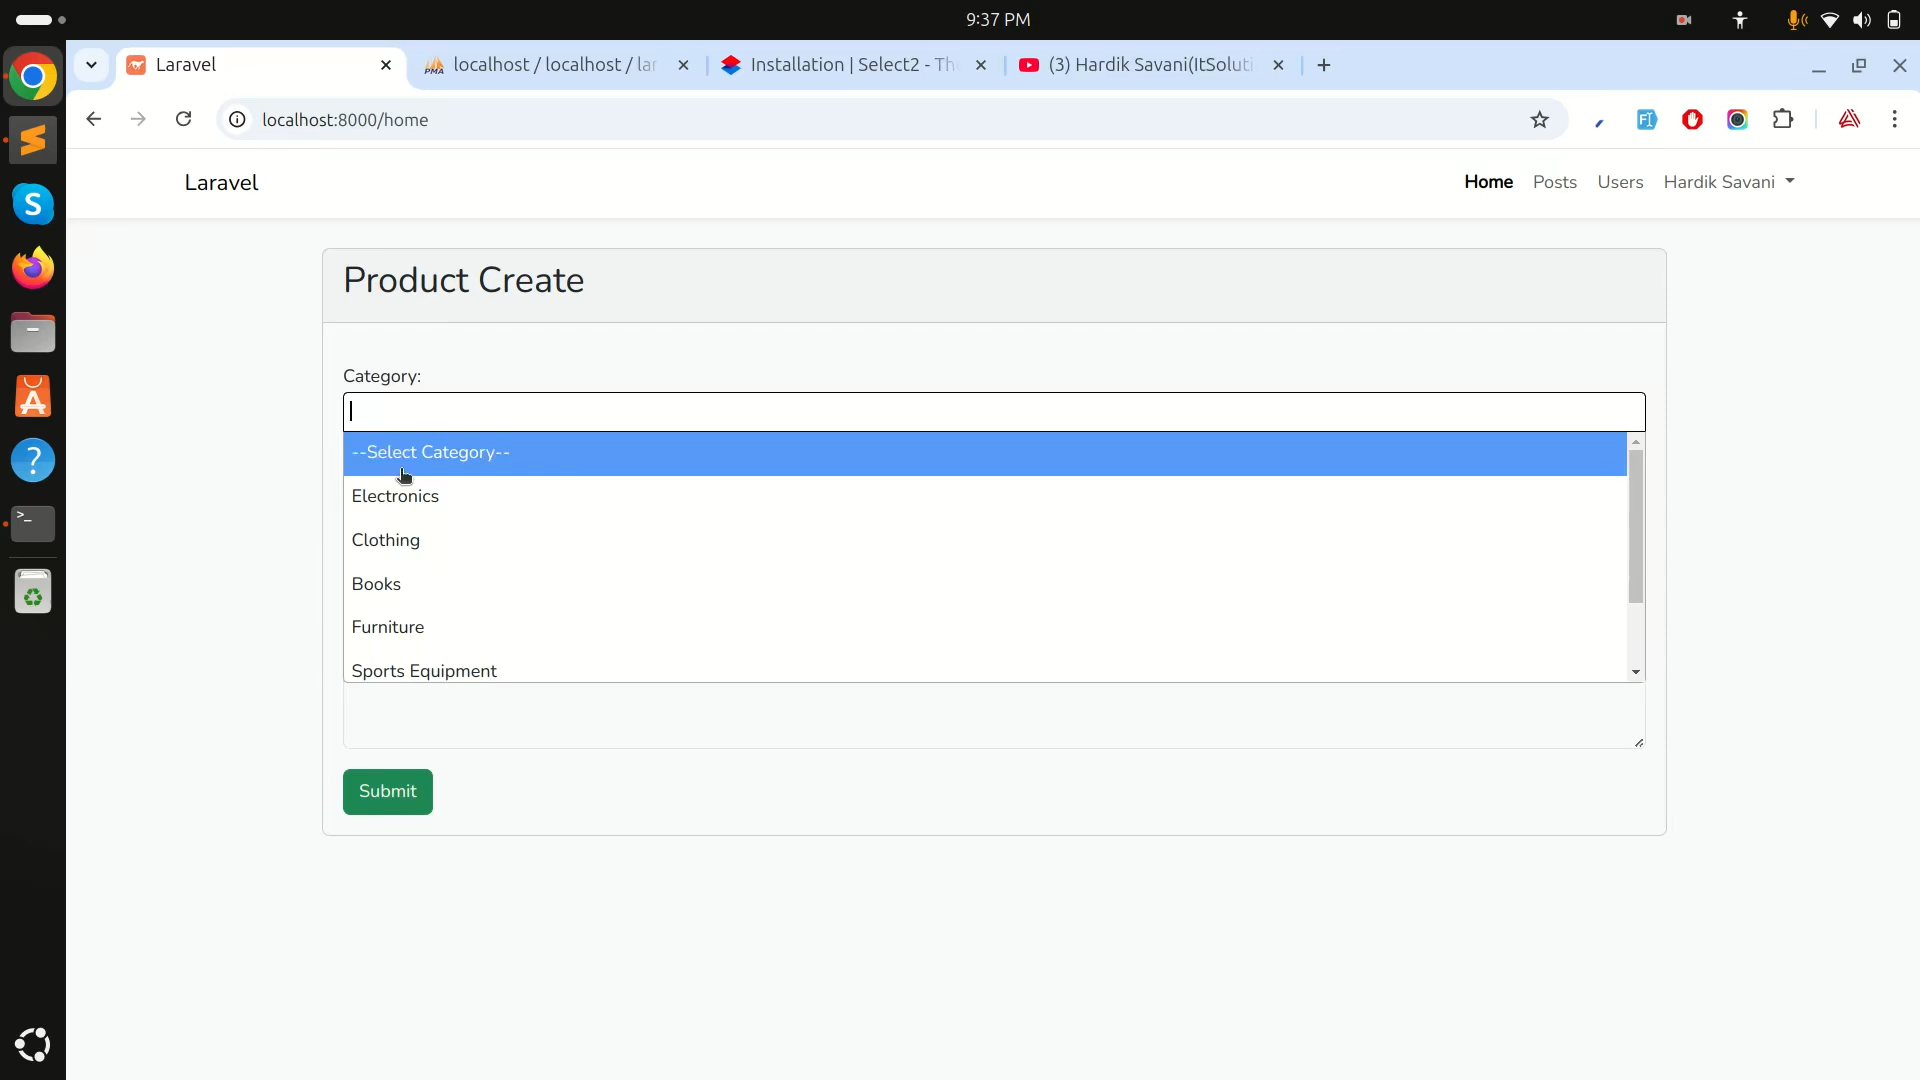 9:37 PM
Laravel
localhost / localhost / lar
Installation | Select2 - Th
(3) Hardik Savani(ItSoluti
localhost:8000/home
Laravel
Home
Posts
Users
Hardik Savani
Product Create
Category:
--Select Category--
Electronics
Clothing
Books
Furniture
Sports Equipment
Submit